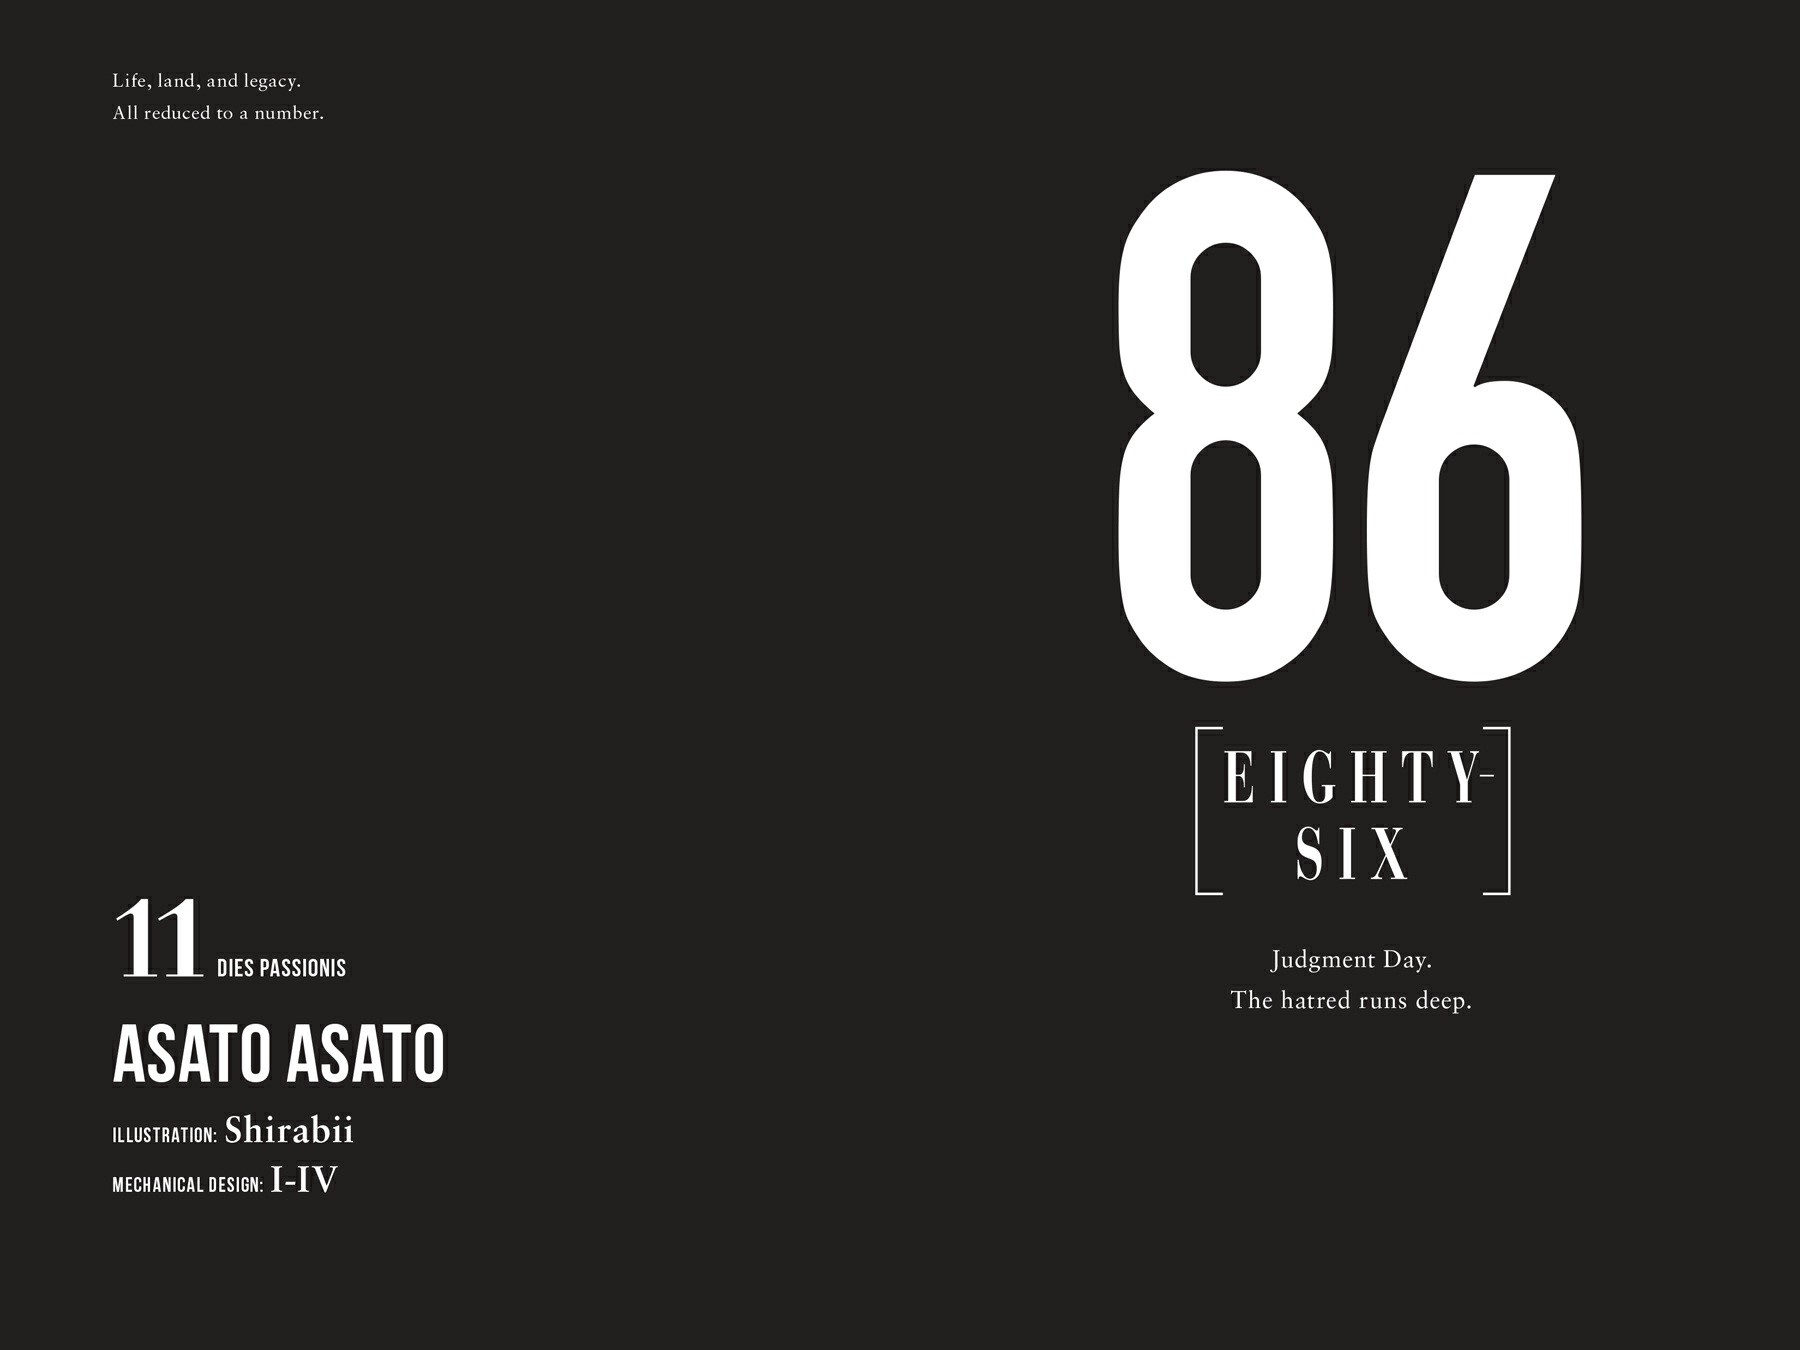 Life, land, and legacy.
All reduced to a number.
86
EIGHTY-
SIX
Judgment Day.
The hatred runs deep.
11 DIES PASSIONIS
ASATO ASATO
ILLUSTRATION: Shirabii
MECHANICAL DESIGN: I-IV